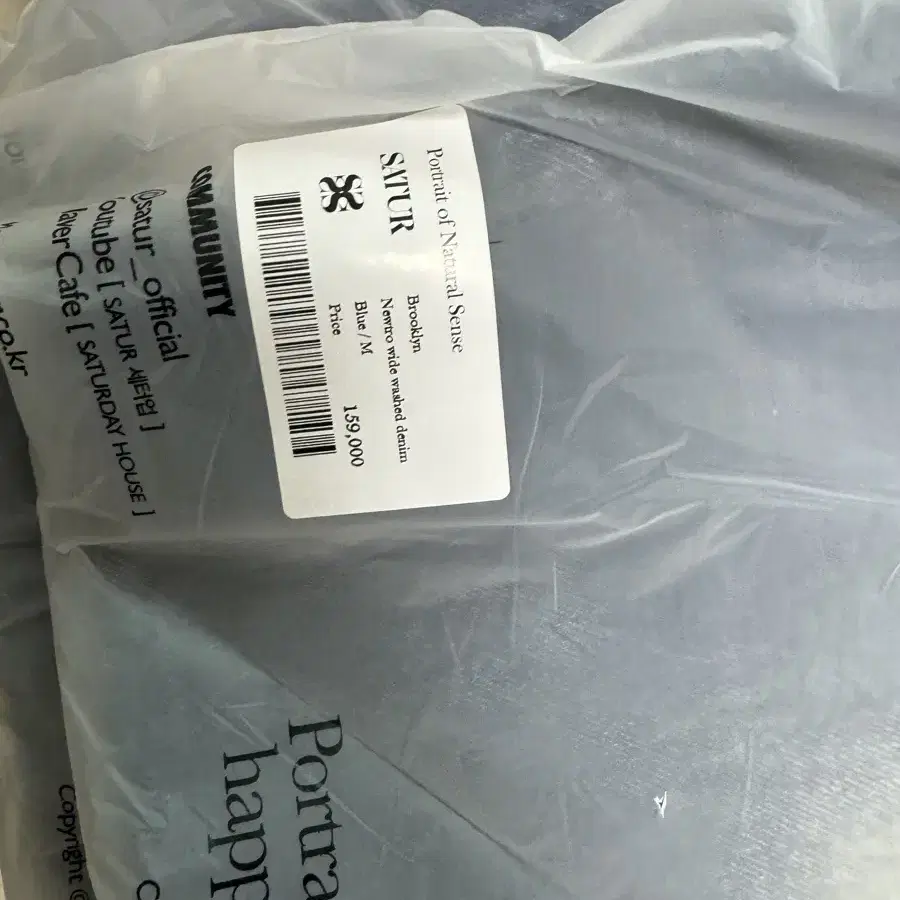 Portrait of Natural Sense
SATUR
Brooklyn
Newtro wide washed denim
Blue / M
Price 159,000
COMMUNITY
@satur_official
outube [ SATUR 세터 ]
aver Cafe [ SATURDAY HOUSE ]
co.kr
Portra
happ
Copyright ©